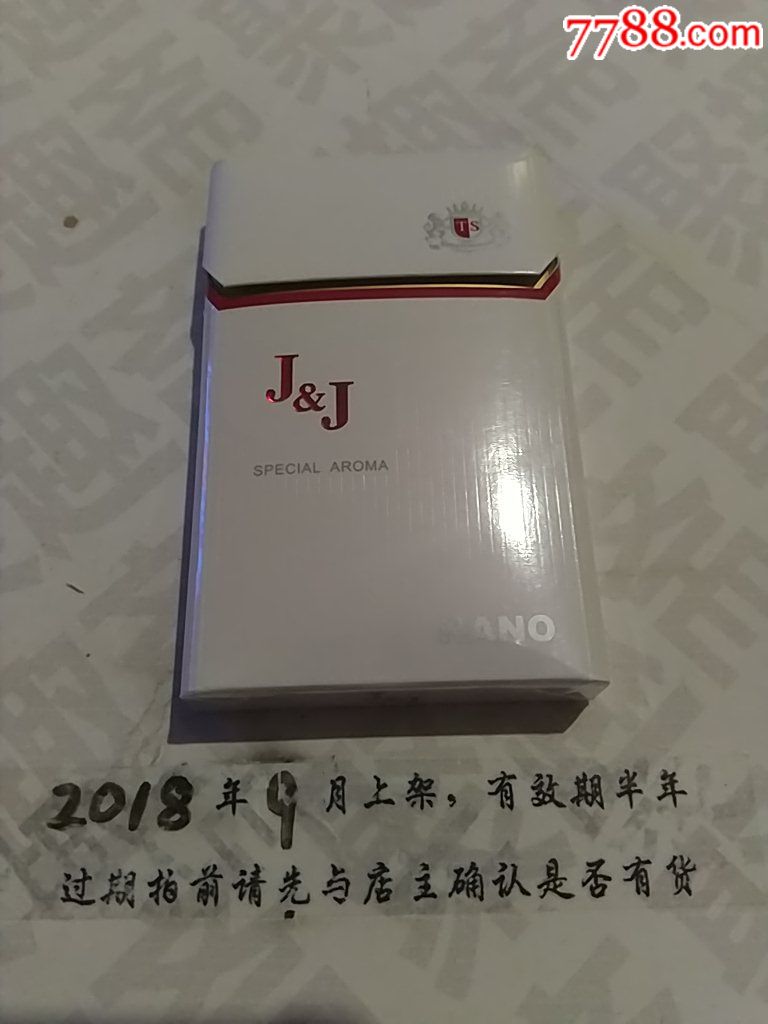 7788.com
TS
J&J
SPECIAL AROMA
NANO
2018年9月上架，有效期半年
过期拍前请先与店主确认是否有货